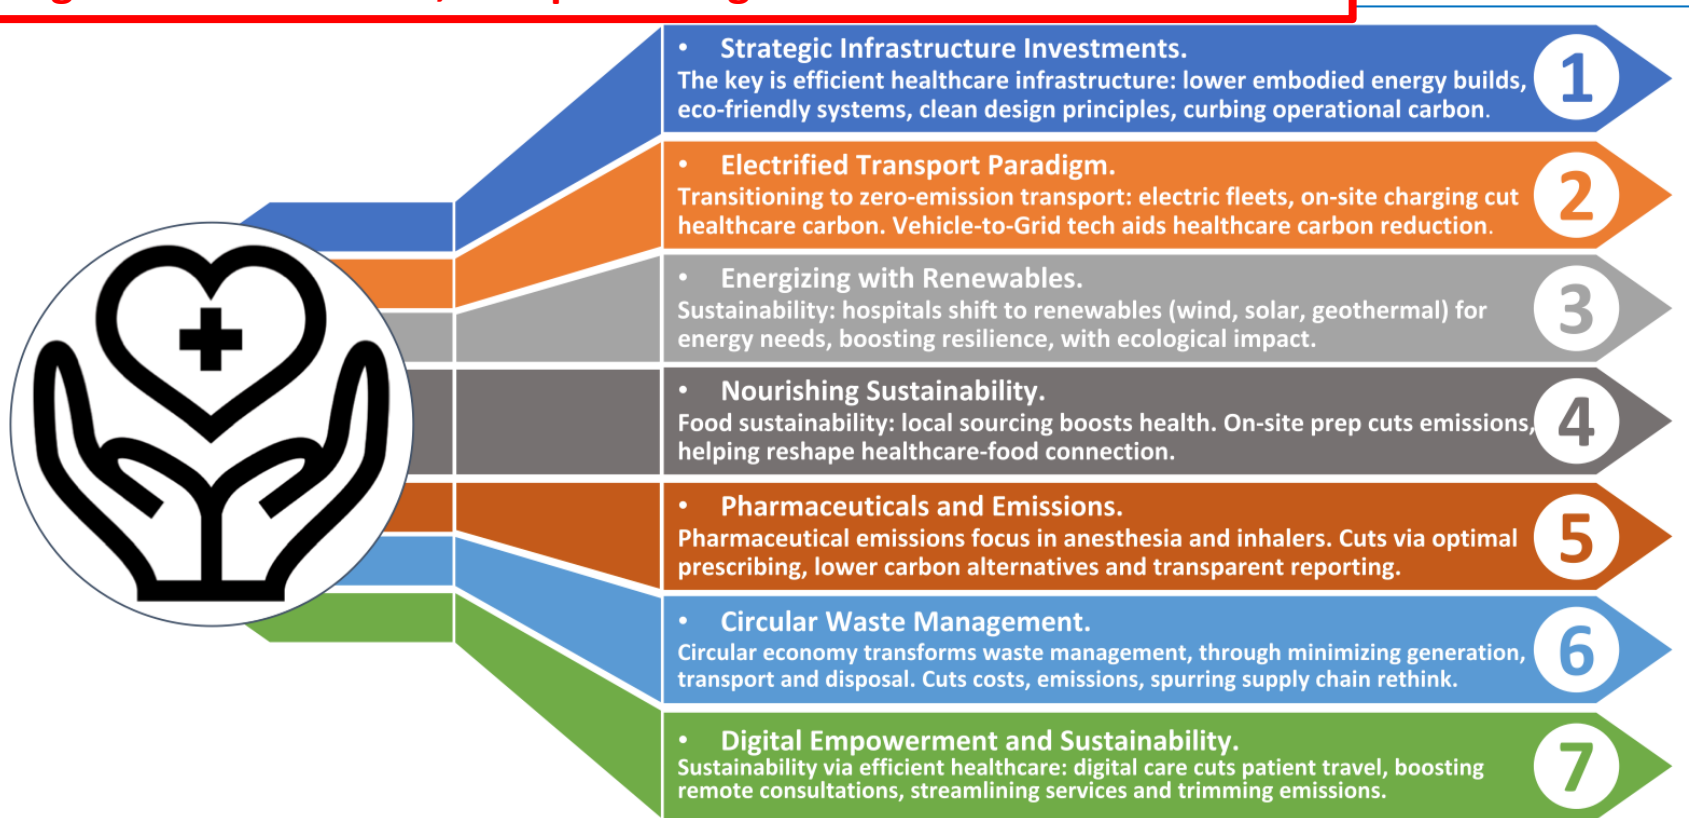 • Strategic Infrastructure Investments.
The key is efficient healthcare infrastructure: lower embodied energy builds,
eco-friendly systems, clean design principles, curbing operational carbon.
1
• Electrified Transport Paradigm.
Transitioning to zero-emission transport: electric fleets, on-site charging cut
healthcare carbon. Vehicle-to-Grid tech aids healthcare carbon reduction.
2
• Energizing with Renewables.
Sustainability: hospitals shift to renewables (wind, solar, geothermal) for
energy needs, boosting resilience, with ecological impact.
3
• Nourishing Sustainability.
Food sustainability: local sourcing boosts health. On-site prep cuts emissions,
helping reshape healthcare-food connection.
4
• Pharmaceuticals and Emissions.
Pharmaceutical emissions focus in anesthesia and inhalers. Cuts via optimal
prescribing, lower carbon alternatives and transparent reporting.
5
• Circular Waste Management.
Circular economy transforms waste management, through minimizing generation,
transport and disposal. Cuts costs, emissions, spurring supply chain rethink.
6
• Digital Empowerment and Sustainability.
Sustainability via efficient healthcare: digital care cuts patient travel, boosting
remote consultations, streamlining services and trimming emissions.
7